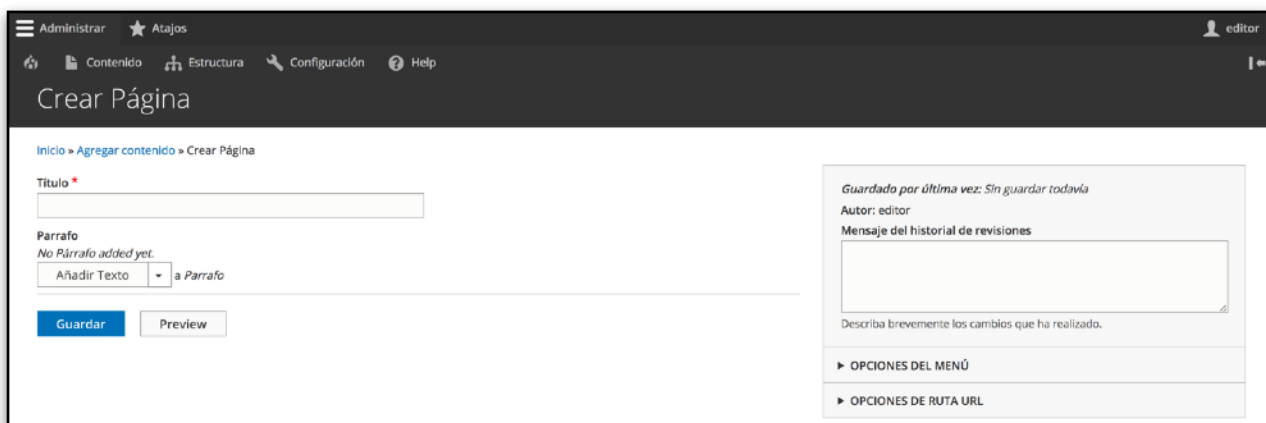 Administrar Atajos editor
Contenido Estructura Configuración Help
Crear Página
Inicio » Agregar contenido » Crear Página
Título *
Parrafo
No Párrafo added yet.
Añadir Texto a Parrafo
Guardar Preview
Guardado por última vez: Sin guardar todavía
Autor: editor
Mensaje del historial de revisiones
Describa brevemente los cambios que ha realizado.
OPCIONES DEL MENÚ
OPCIONES DE RUTA URL